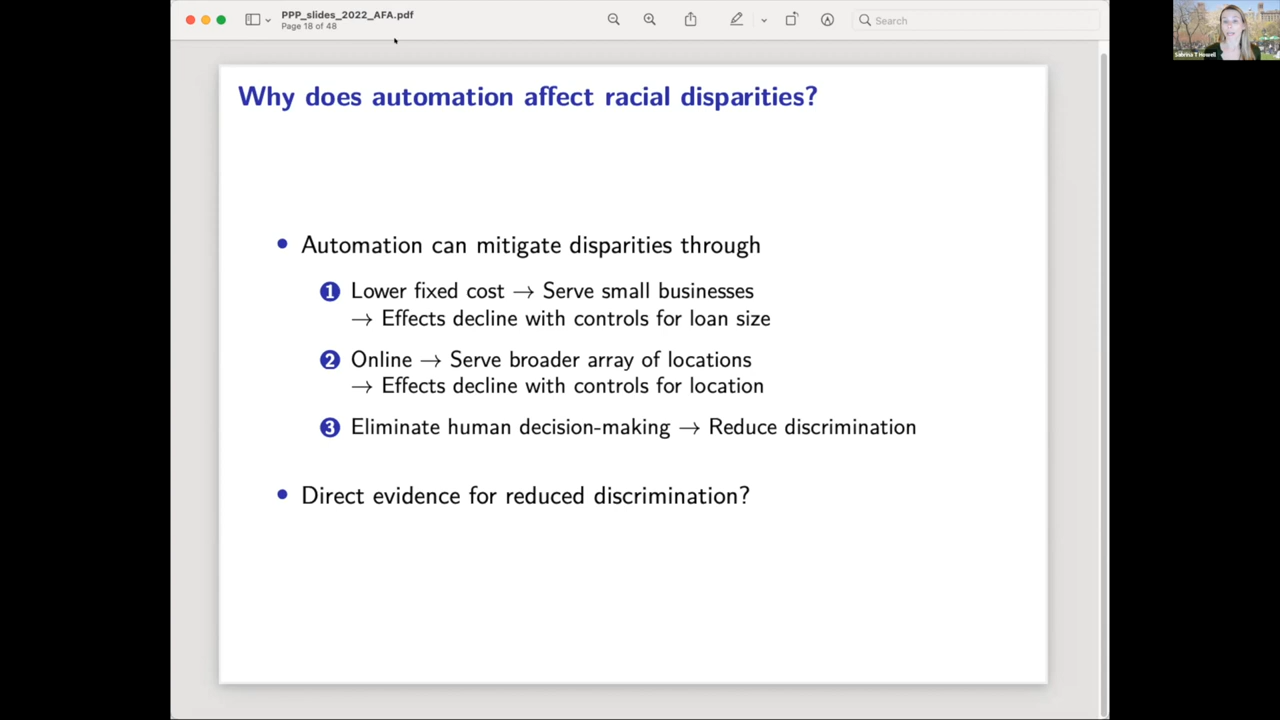 PPP_slides_2022_AFA.pdf
Page 18 of 48
Search
Sabrina T Howell
Why does automation affect racial disparities?
• Automation can mitigate disparities through
1 Lower fixed cost → Serve small businesses
→ Effects decline with controls for loan size
2 Online → Serve broader array of locations
→ Effects decline with controls for location
3 Eliminate human decision-making → Reduce discrimination
• Direct evidence for reduced discrimination?